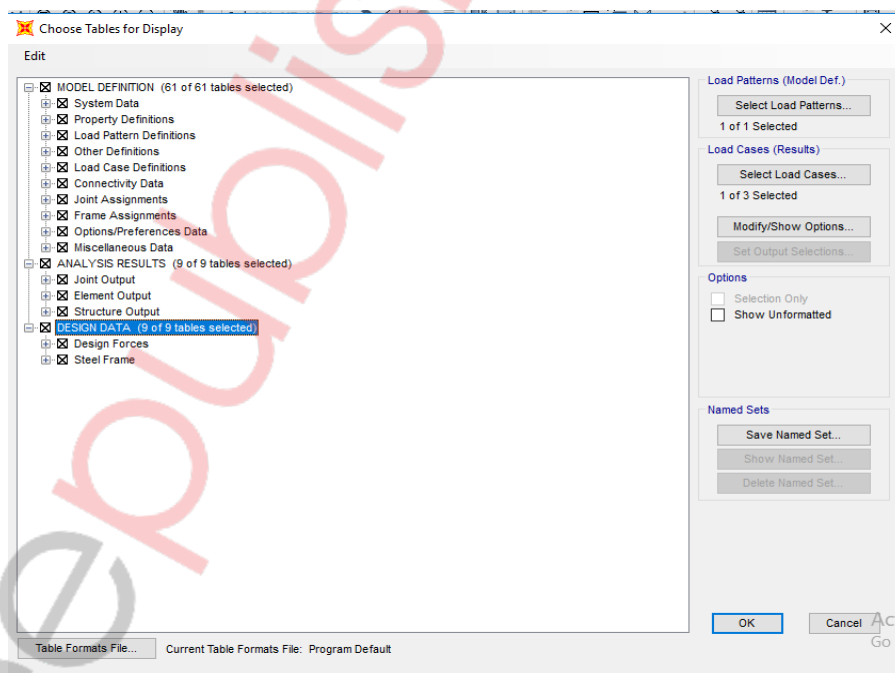 Choose Tables for Display
Edit
MODEL DEFINITION (61 of 61 tables selected)
System Data
Property Definitions
Load Pattern Definitions
Other Definitions
Load Case Definitions
Connectivity Data
Joint Assignments
Frame Assignments
Options/Preferences Data
Miscellaneous Data
ANALYSIS RESULTS (9 of 9 tables selected)
Joint Output
Element Output
Structure Output
DESIGN DATA (9 of 9 tables selected)
Design Forces
Steel Frame
Load Patterns (Model Def.)
Select Load Patterns...
1 of 1 Selected
Load Cases (Results)
Select Load Cases...
1 of 3 Selected
Modify/Show Options...
Set Output Selections...
Options
Selection Only
Show Unformatted
Named Sets
Save Named Set...
Show Named Set...
Delete Named Set...
OK
Cancel
Table Formats File...
Current Table Formats File: Program Default
Go
epublis